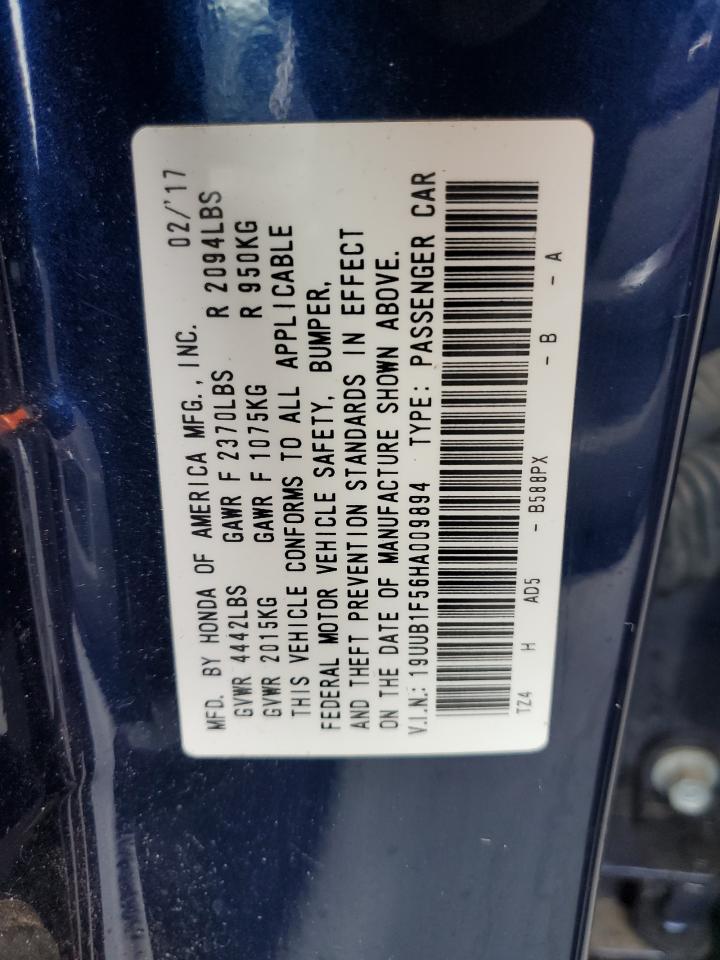 MFD. BY HONDA OF AMERICA MFG., INC. 02/'17
GVWR 4442LBS GAWR F 2370LBS R 2094LBS
GVWR 2015KG GAWR F 1075KG R 950KG
THIS VEHICLE CONFORMS TO ALL APPLICABLE
FEDERAL MOTOR VEHICLE SAFETY, BUMPER,
AND THEFT PREVENTION STANDARDS IN EFFECT
ON THE DATE OF MANUFACTURE SHOWN ABOVE.
V.I.N.: 19UUB1F56HA009894 TYPE: PASSENGER CAR
TZ4 H AD5 - B588PX - B - A